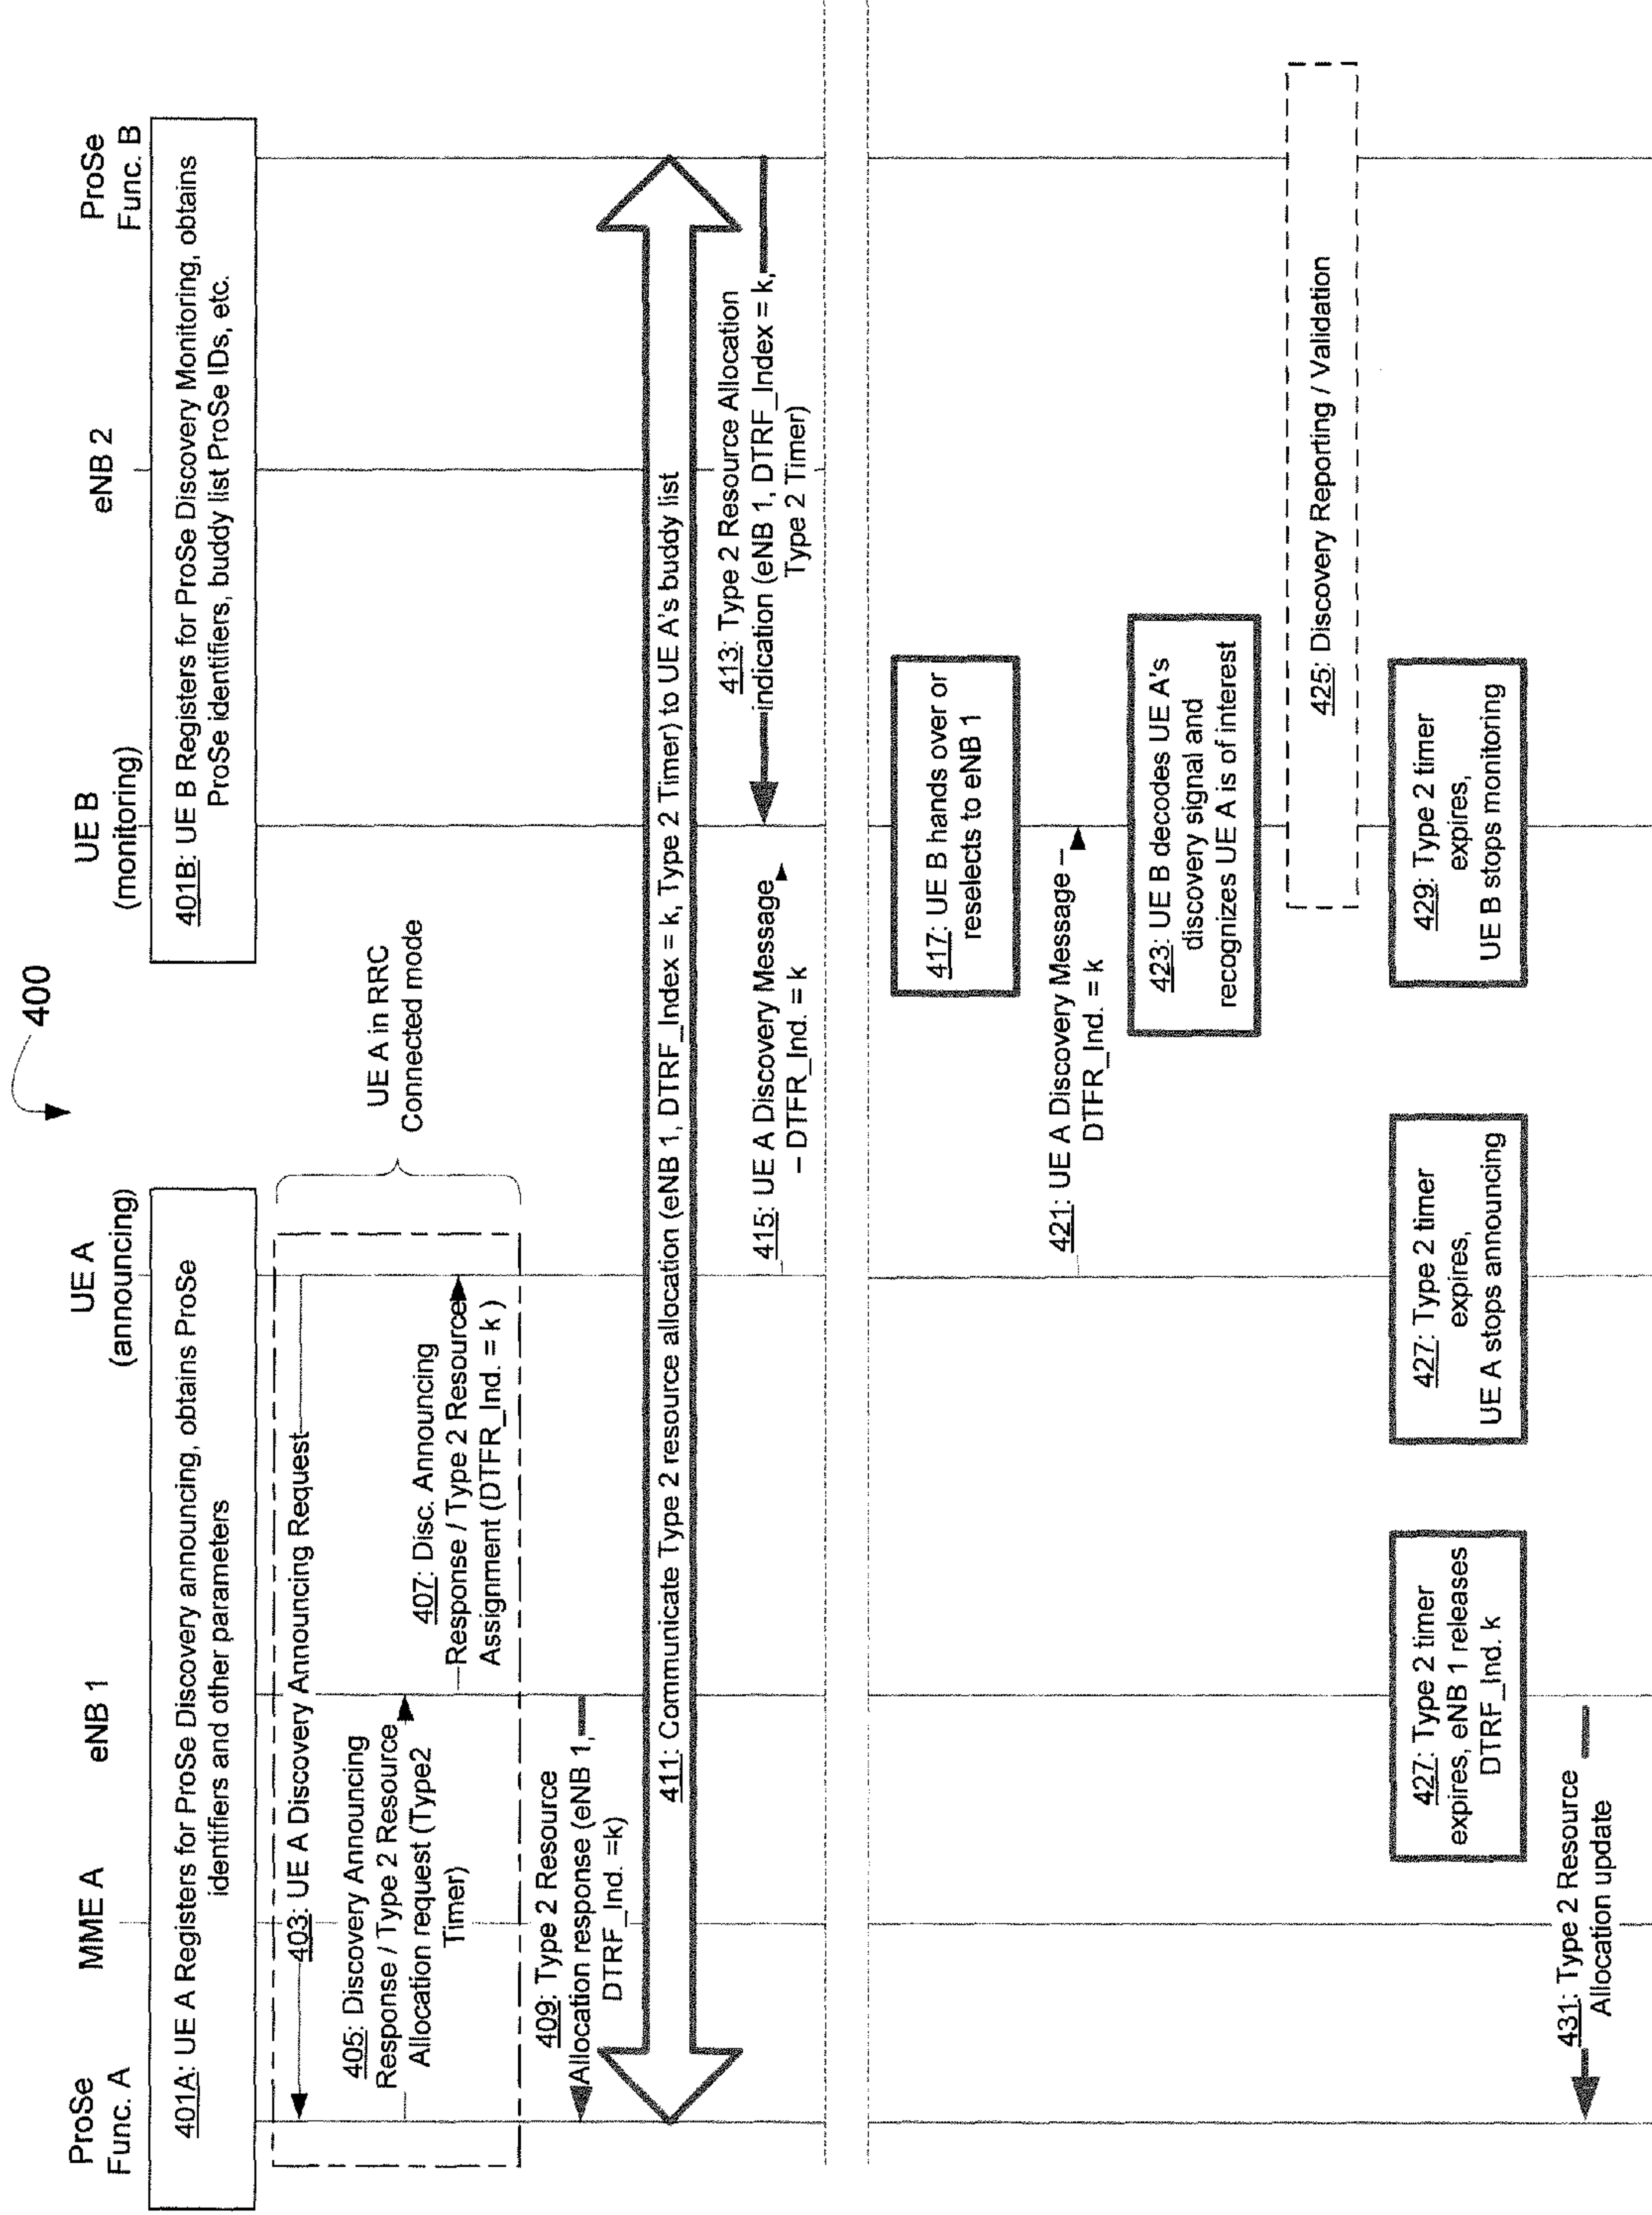 400
ProSe
Func. A
MME A
eNB 1
UE A
(announcing)
UE B
(monitoring)
eNB 2
ProSe
Func. B
401A: UE A Registers for ProSe Discovery announcing, obtains ProSe
identifiers and other parameters
401B: UE B Registers for ProSe Discovery Monitoring, obtains
ProSe identifiers, buddy list ProSe IDs, etc.
403: UE A Discovery Announcing Request
UE A in RRC
Connected mode
405: Discovery Announcing
Response / Type 2 Resource
Allocation request (Type2
Timer)
407: Disc. Announcing
Response / Type 2 Resource
Assignment (DTFR_Ind. = k )
409: Type 2 Resource
Allocation response (eNB 1,
DTRF_Ind. =k)
411: Communicate Type 2 resource allocation (eNB 1, DTRF_Index = k, Type 2 Timer) to UE A's buddy list
413: Type 2 Resource Allocation
indication (eNB 1, DTRF_Index = k,
Type 2 Timer)
415: UE A Discovery Message
– DTFR_Ind. = k
417: UE B hands over or
reselects to eNB 1
421: UE A Discovery Message –
DTFR_Ind. = k
423: UE B decodes UE A's
discovery signal and
recognizes UE A is of interest
425: Discovery Reporting / Validation
427: Type 2 timer
expires, eNB 1 releases
DTRF_Ind. k
427: Type 2 timer
expires,
UE A stops announcing
429: Type 2 timer
expires,
UE B stops monitoring
431: Type 2 Resource
Allocation update